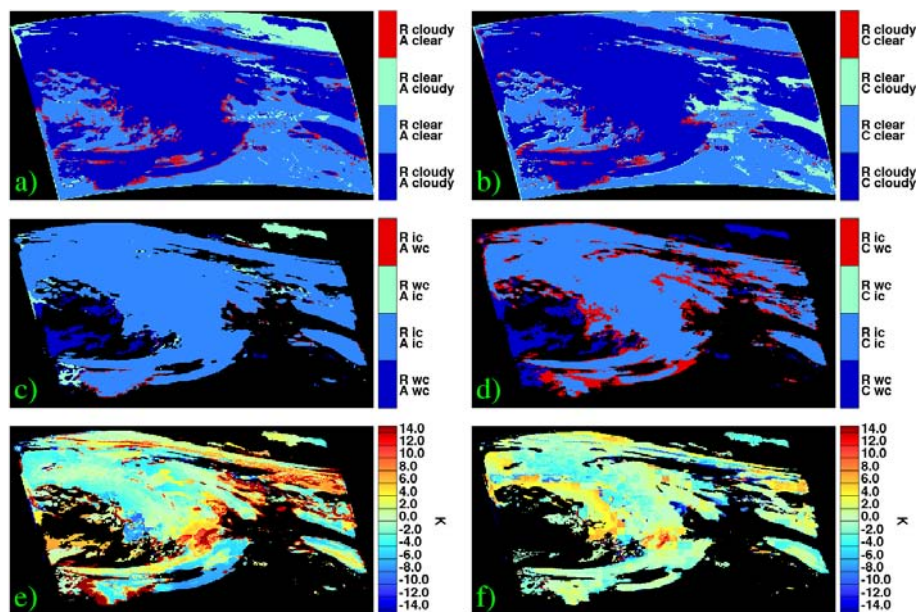 R cloudy
A clear
R clear
A cloudy
R clear
A clear
R cloudy
A cloudy
a)
R cloudy
C clear
R clear
C cloudy
R clear
C clear
R cloudy
C cloudy
b)
R ic
A wc
R wc
A ic
R ic
A ic
R wc
A wc
c)
R ic
C wc
R wc
C ic
R ic
C ic
R wc
C wc
d)
14.0
10.0
8.0
6.0
4.0
2.0
0.0
-2.0
-4.0
-6.0
-8.0
-10.0
-12.0
-14.0
K
e)
14.0
10.0
8.0
6.0
4.0
2.0
0.0
-2.0
-4.0
-6.0
-8.0
-10.0
-12.0
-14.0
K
f)